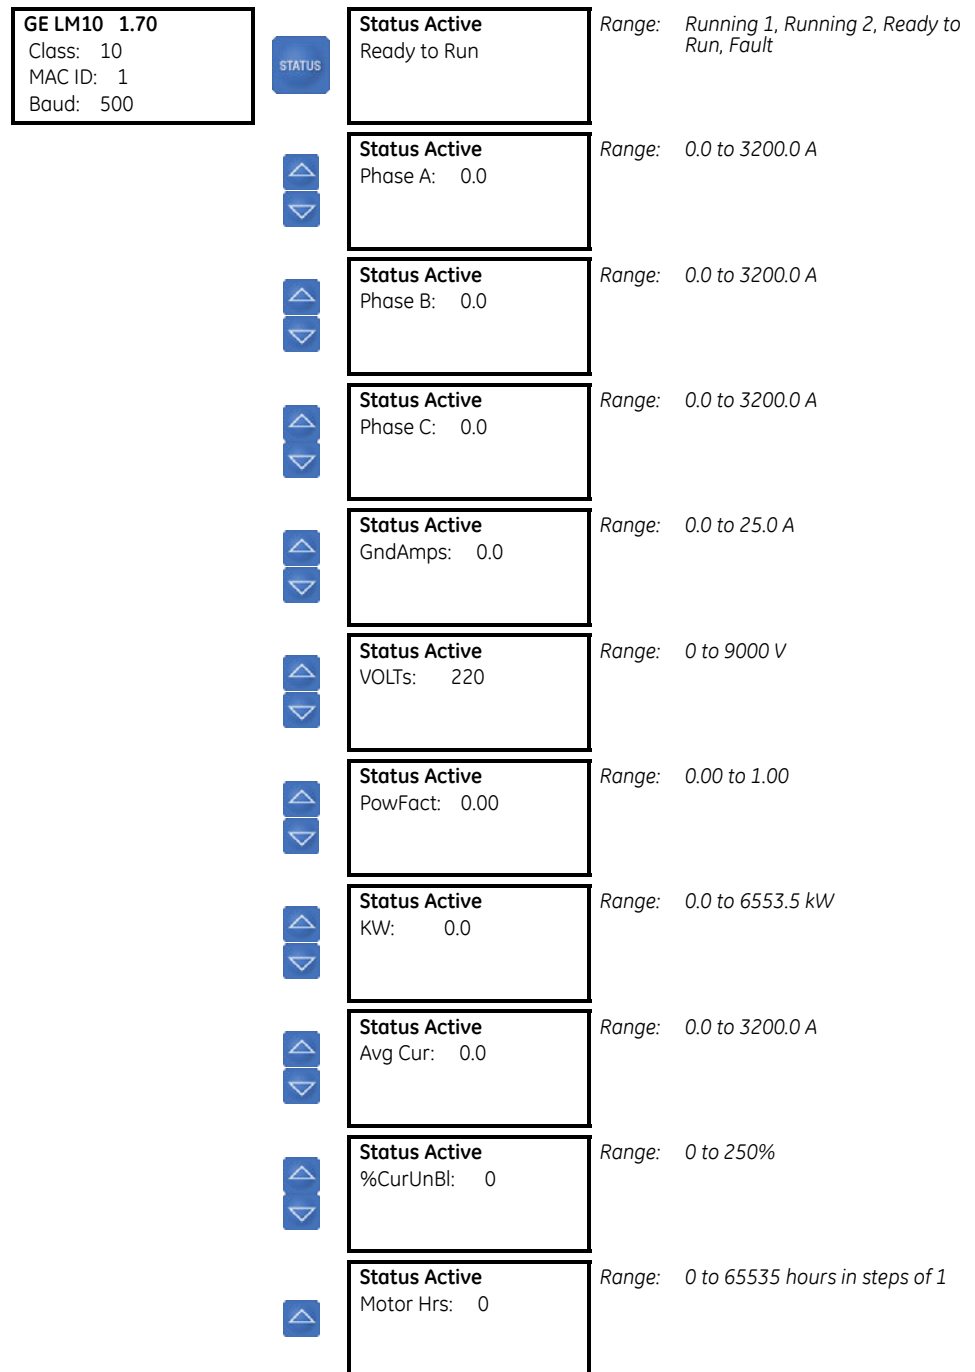 GE LM10 1.70
Class: 10
MAC ID: 1
Baud: 500
STATUS
Status Active
Ready to Run
Range: Running 1, Running 2, Ready to
Run, Fault
Status Active
Phase A: 0.0
Range: 0.0 to 3200.0 A
Status Active
Phase B: 0.0
Range: 0.0 to 3200.0 A
Status Active
Phase C: 0.0
Range: 0.0 to 3200.0 A
Status Active
GndAmps: 0.0
Range: 0.0 to 25.0 A
Status Active
VOLTs: 220
Range: 0 to 9000 V
Status Active
PowFact: 0.00
Range: 0.00 to 1.00
Status Active
KW: 0.0
Range: 0.0 to 6553.5 kW
Status Active
Avg Cur: 0.0
Range: 0.0 to 3200.0 A
Status Active
%CurUnBl: 0
Range: 0 to 250%
Status Active
Motor Hrs: 0
Range: 0 to 65535 hours in steps of 1